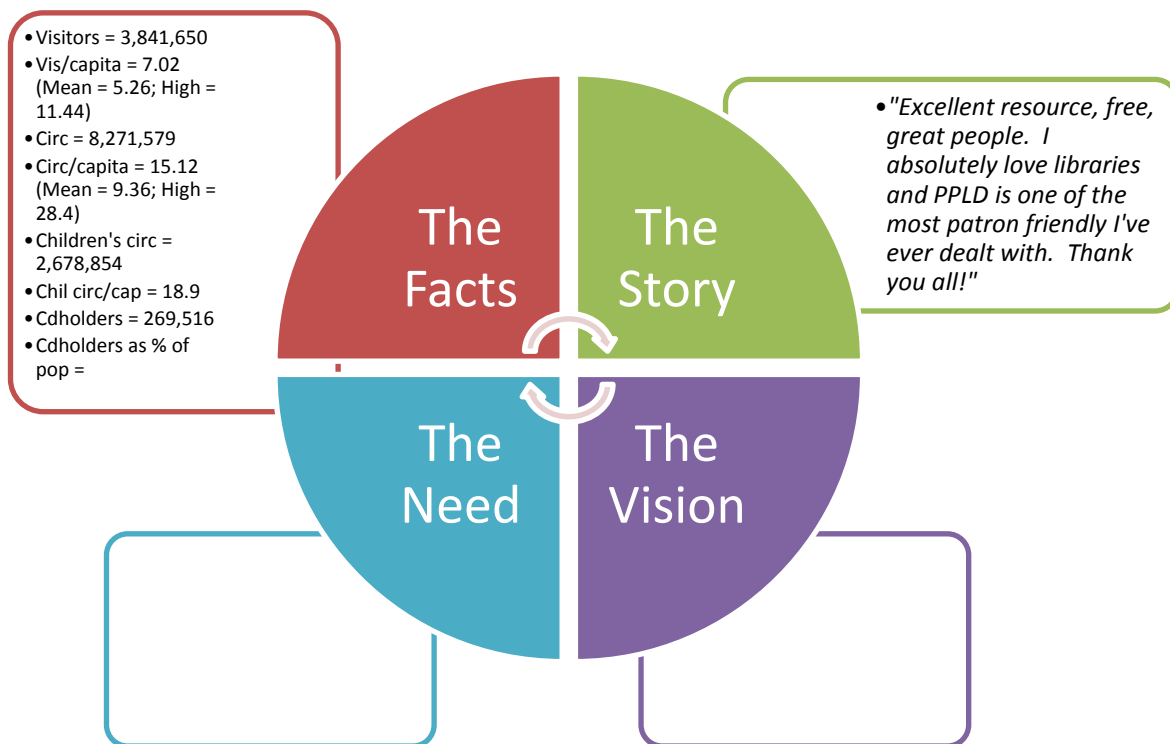 •Visitors = 3,841,650
•Vis/capita = 7.02
(Mean = 5.26; High =
11.44)
•Circ = 8,271,579
•Circ/capita = 15.12
(Mean = 9.36; High =
28.4)
•Children's circ =
2,678,854
•Chil circ/cap = 18.9
•Cdholders = 269,516
•Cdholders as % of
pop =
The
Facts
The
Story
•"Excellent resource, free,
great people.  I
absolutely love libraries
and PPLD is one of the
most patron friendly I've
ever dealt with.  Thank
you all!"
The
Need
The
Vision